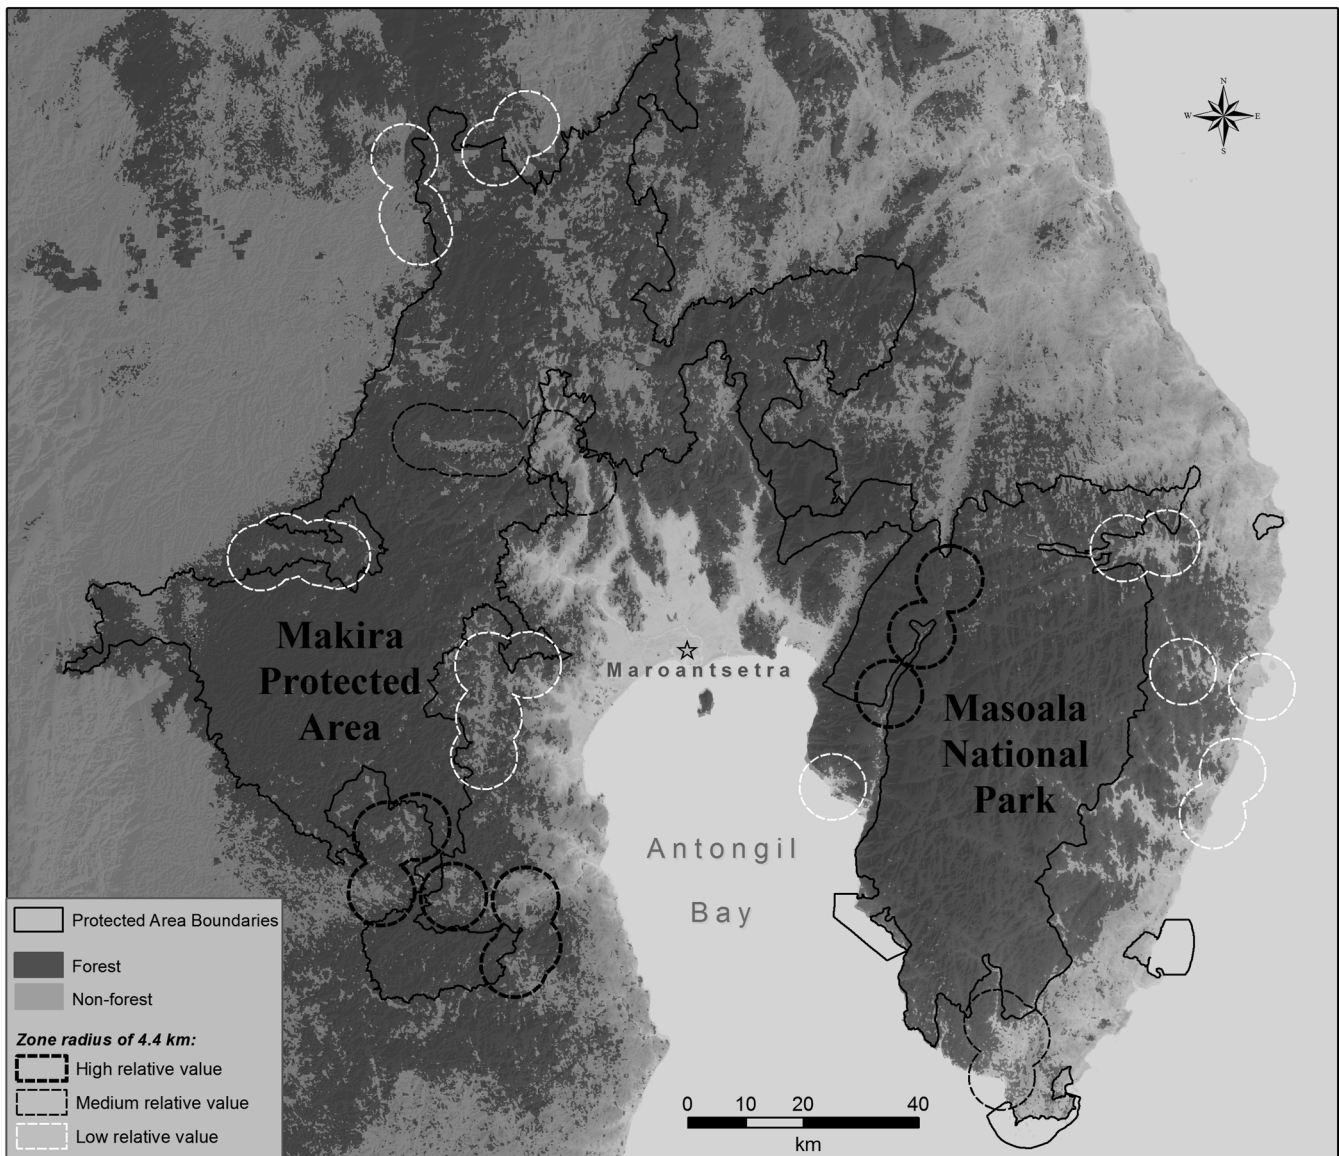 N
W E
S
Makira
Protected
Area
Maroantsetra
Masoala
National
Park
Antongil
Bay
Protected Area Boundaries
Forest
Non-forest
Zone radius of 4.4 km:
High relative value
Medium relative value
Low relative value
0 10 20 40
km